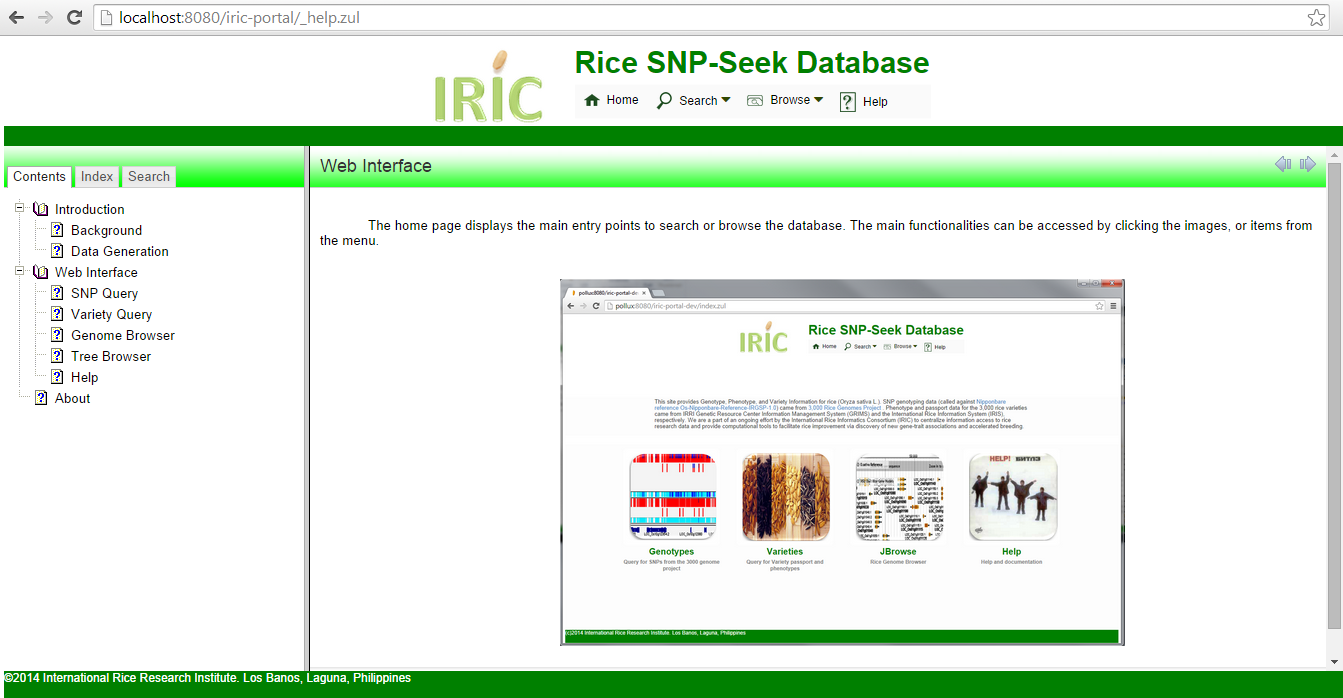 localhost:8080/iric-portal/_help.zul
IRIC
Rice SNP-Seek Database
Home Search Browse ? Help
Contents Index Search
Introduction
? Background
? Data Generation
Web Interface
? SNP Query
? Variety Query
? Genome Browser
? Tree Browser
? Help
? About
Web Interface
The home page displays the main entry points to search or browse the database. The main functionalities can be accessed by clicking the images, or items from
the menu.
pollux:8080/iric-portal-de
pollux:8080/iric-portal-dev/index.zul
IRIC
Rice SNP-Seek Database
Home Search Browse ? Help
This site provides Genotype, Phenotype, and Variety Information for rice (Oryza sativa L.). SNP genotyping data (called against Nipponbare
reference Os-Nipponbare-Reference-IRGSP-1.0) came from 3,000 Rice Genomes Project. Phenotype and passport data for the 3,000 rice varieties
came from IRRI Genetic Resource Center Information Management System (GRIMS) and the International Rice Information System (IRIS),
respectively. We are a part of an ongoing effort by the International Rice Informatics Consortium (IRIC) to centralize information access to rice
research data and provide computational tools to facilitate rice improvement via discovery of new gene-trait associations and accelerated breeding.
HELP!
Genotypes Varieties JBrowse Help
Query for SNPs from the 3000 genome
project
Query for Variety passport and
phenotypes
Rice Genome Browser
Help and documentation
(c)2014 International Rice Research Institute. Los Banos, Laguna, Philippines
©2014 International Rice Research Institute. Los Banos, Laguna, Philippines